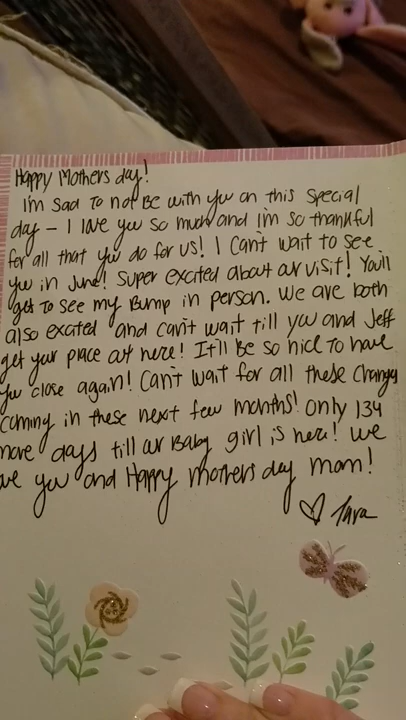 Happy Mothers day!
I'm sad to not be with you on this special
day - I love you so much and I'm so thankful
for all that you do for us! I can't wait to see
you in June! Super excited about our visit! You'll
get to see my Bump in person. We are both
also excited and can't wait till you and Jeff
get your place out here! It'll be so nice to have
you close again! Can't wait for all these changes
coming in these next few months! Only 134
more days till our Baby girl is here! We
love you and Happy mothers day mom!
♡ Tara